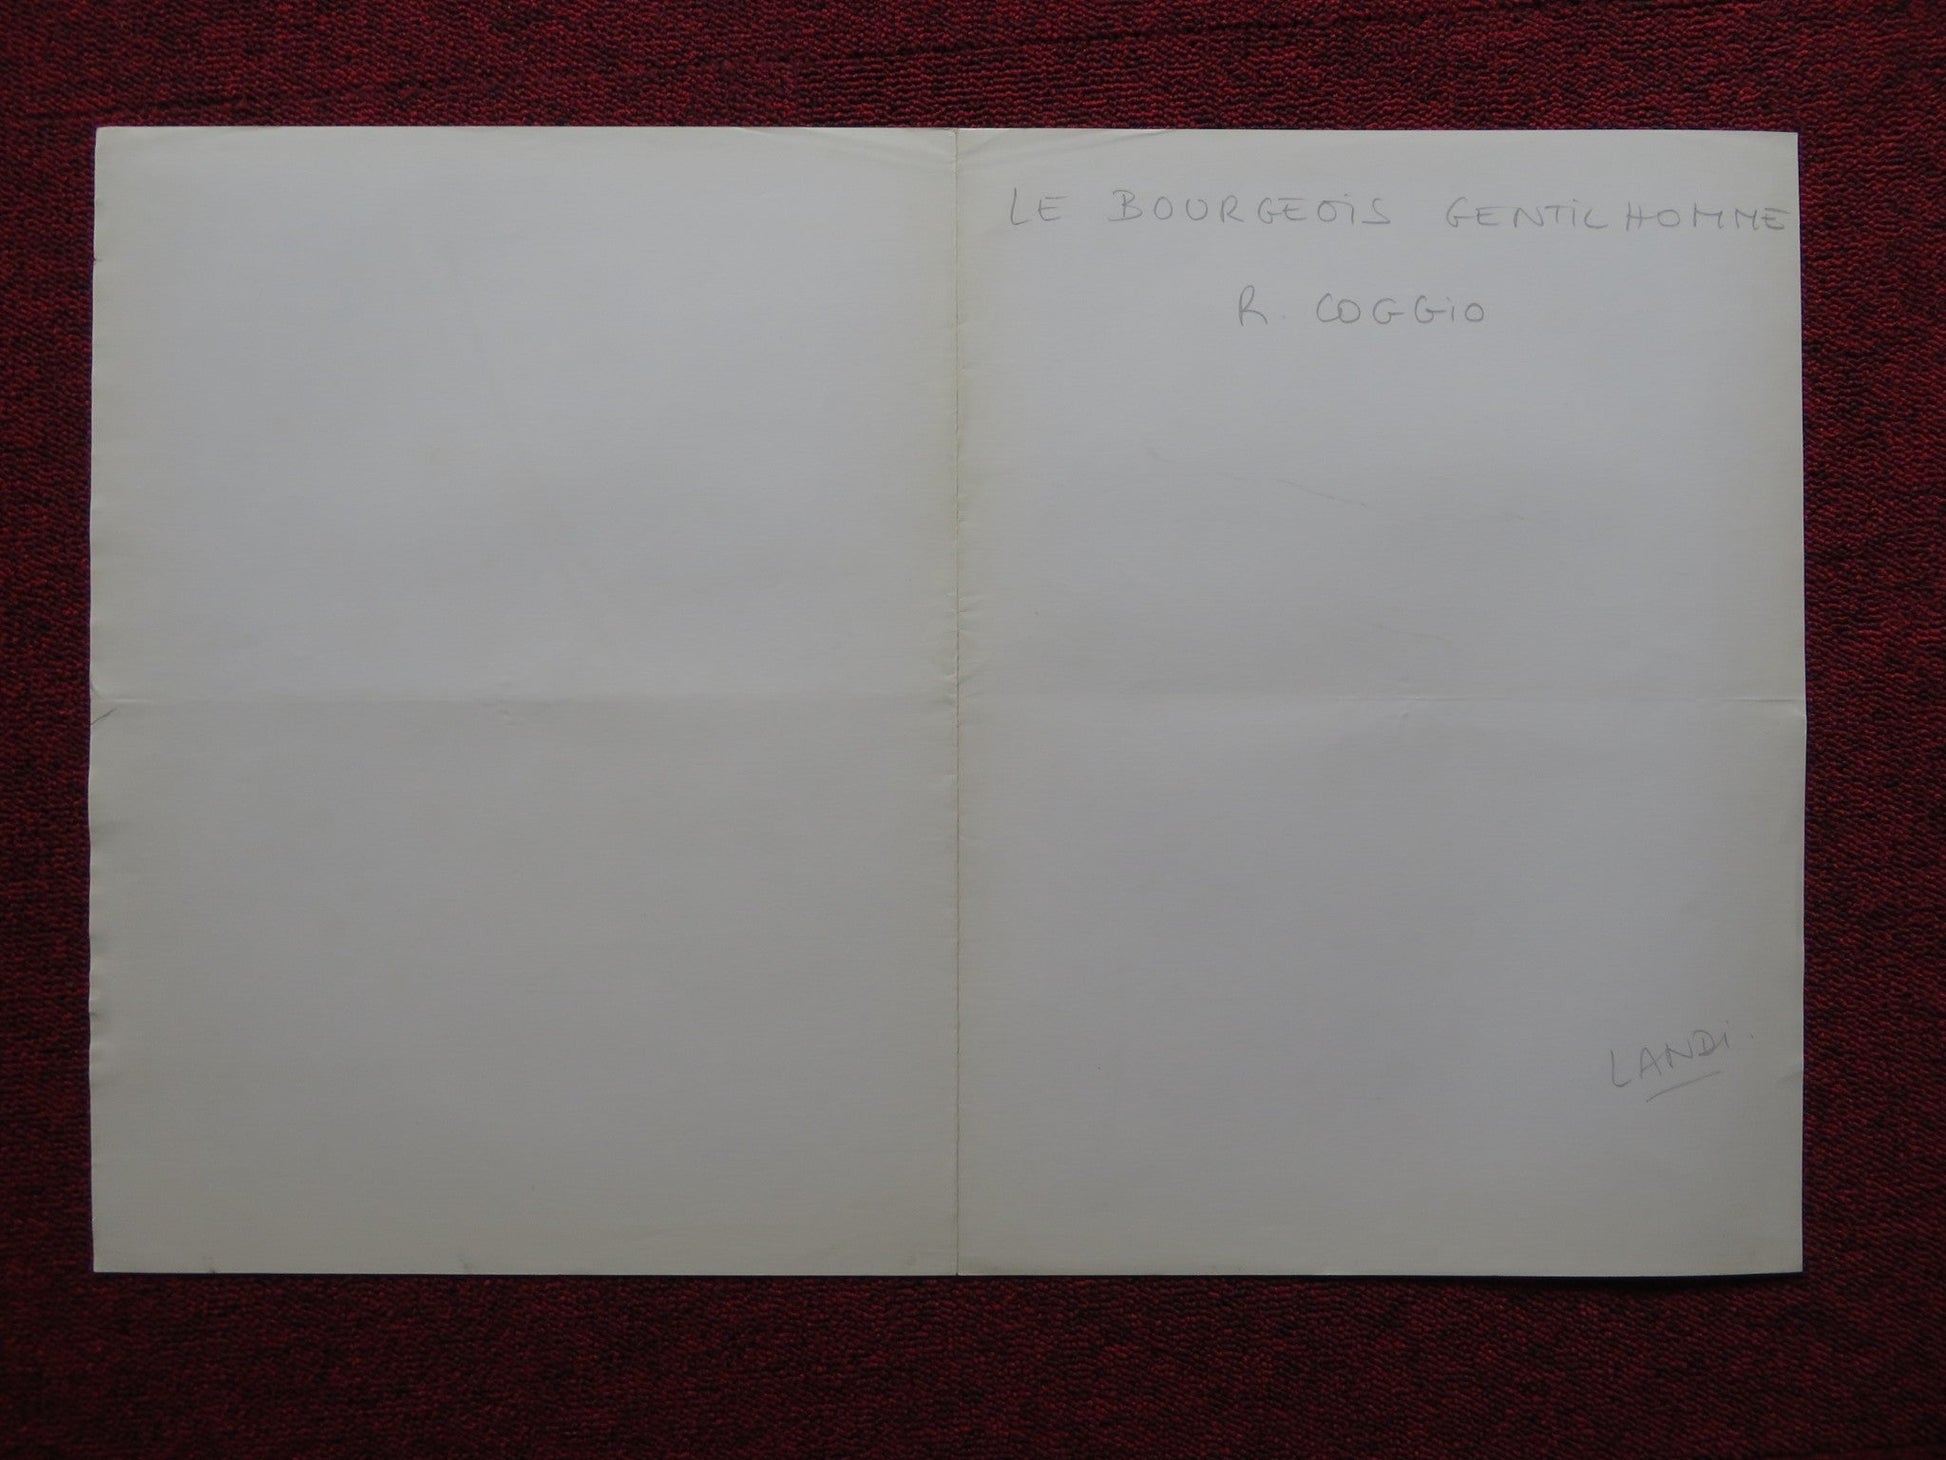 LE BOURGEOiS GENTiLHOMME
R. COGGiO
LANDi.